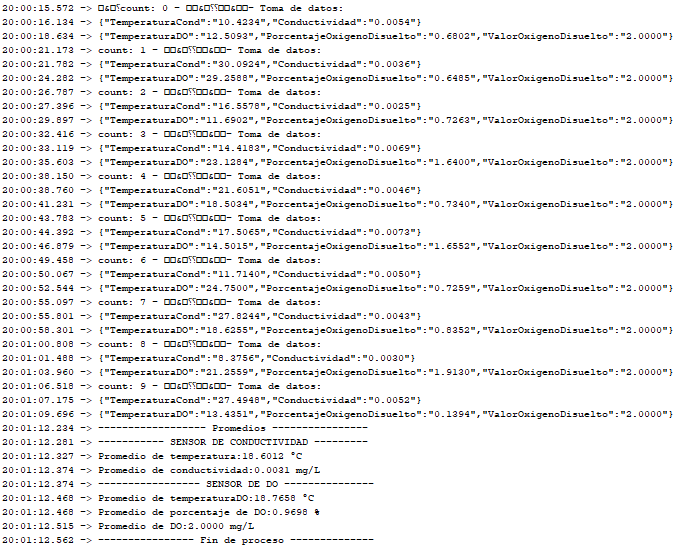 20:00:15.572 -> □&□⸮count: 0 - □□&□⸮⸮□□&□□- Toma de datos:
20:00:16.134 -> {"TemperaturaCond":"10.4234","Conductividad":"0.0054"}
20:00:18.634 -> {"TemperaturaDO":"12.5093","PorcentajeOxigenoDisuelto":"0.6802","ValorOxigenoDisuelto":"2.0000"}
20:00:21.173 -> count: 1 - □□&□⸮⸮□□&□□- Toma de datos:
20:00:21.782 -> {"TemperaturaCond":"30.0924","Conductividad":"0.0036"}
20:00:24.282 -> {"TemperaturaDO":"29.2588","PorcentajeOxigenoDisuelto":"0.6485","ValorOxigenoDisuelto":"2.0000"}
20:00:26.787 -> count: 2 - □□&□⸮⸮□□&□□- Toma de datos:
20:00:27.396 -> {"TemperaturaCond":"16.5578","Conductividad":"0.0025"}
20:00:29.897 -> {"TemperaturaDO":"11.6902","PorcentajeOxigenoDisuelto":"0.7263","ValorOxigenoDisuelto":"2.0000"}
20:00:32.416 -> count: 3 - □□&□⸮⸮□□&□□- Toma de datos:
20:00:33.119 -> {"TemperaturaCond":"14.4183","Conductividad":"0.0069"}
20:00:35.603 -> {"TemperaturaDO":"23.1284","PorcentajeOxigenoDisuelto":"1.6400","ValorOxigenoDisuelto":"2.0000"}
20:00:38.150 -> count: 4 - □□&□⸮⸮□□&□□- Toma de datos:
20:00:38.760 -> {"TemperaturaCond":"21.6051","Conductividad":"0.0046"}
20:00:41.231 -> {"TemperaturaDO":"18.5034","PorcentajeOxigenoDisuelto":"0.7340","ValorOxigenoDisuelto":"2.0000"}
20:00:43.783 -> count: 5 - □□&□⸮⸮□□&□□- Toma de datos:
20:00:44.392 -> {"TemperaturaCond":"17.5065","Conductividad":"0.0073"}
20:00:46.879 -> {"TemperaturaDO":"14.5015","PorcentajeOxigenoDisuelto":"1.6552","ValorOxigenoDisuelto":"2.0000"}
20:00:49.458 -> count: 6 - □□&□⸮⸮□□&□□- Toma de datos:
20:00:50.067 -> {"TemperaturaCond":"11.7140","Conductividad":"0.0050"}
20:00:52.544 -> {"TemperaturaDO":"24.7500","PorcentajeOxigenoDisuelto":"0.7259","ValorOxigenoDisuelto":"2.0000"}
20:00:55.097 -> count: 7 - □□&□⸮⸮□□&□□- Toma de datos:
20:00:55.801 -> {"TemperaturaCond":"27.8244","Conductividad":"0.0043"}
20:00:58.301 -> {"TemperaturaDO":"18.6255","PorcentajeOxigenoDisuelto":"0.8352","ValorOxigenoDisuelto":"2.0000"}
20:01:00.808 -> count: 8 - □□&□⸮⸮□□&□□- Toma de datos:
20:01:01.488 -> {"TemperaturaCond":"8.3756","Conductividad":"0.0030"}
20:01:03.960 -> {"TemperaturaDO":"21.2559","PorcentajeOxigenoDisuelto":"1.9130","ValorOxigenoDisuelto":"2.0000"}
20:01:06.518 -> count: 9 - □□&□⸮⸮□□&□□- Toma de datos:
20:01:07.175 -> {"TemperaturaCond":"27.4948","Conductividad":"0.0052"}
20:01:09.696 -> {"TemperaturaDO":"13.4351","PorcentajeOxigenoDisuelto":"0.1394","ValorOxigenoDisuelto":"2.0000"}
20:01:12.234 -> ------------------ Promedios ----------------
20:01:12.281 -> ----------- SENSOR DE CONDUCTIVIDAD ---------
20:01:12.327 -> Promedio de temperatura:18.6012 °C
20:01:12.374 -> Promedio de conductividad:0.0031 mg/L
20:01:12.374 -> ----------------- SENSOR DE DO ---------------
20:01:12.468 -> Promedio de temperaturaDO:18.7658 °C
20:01:12.468 -> Promedio de porcentaje de DO:0.9698 %
20:01:12.515 -> Promedio de DO:2.0000 mg/L
20:01:12.562 -> ---------------- Fin de proceso --------------